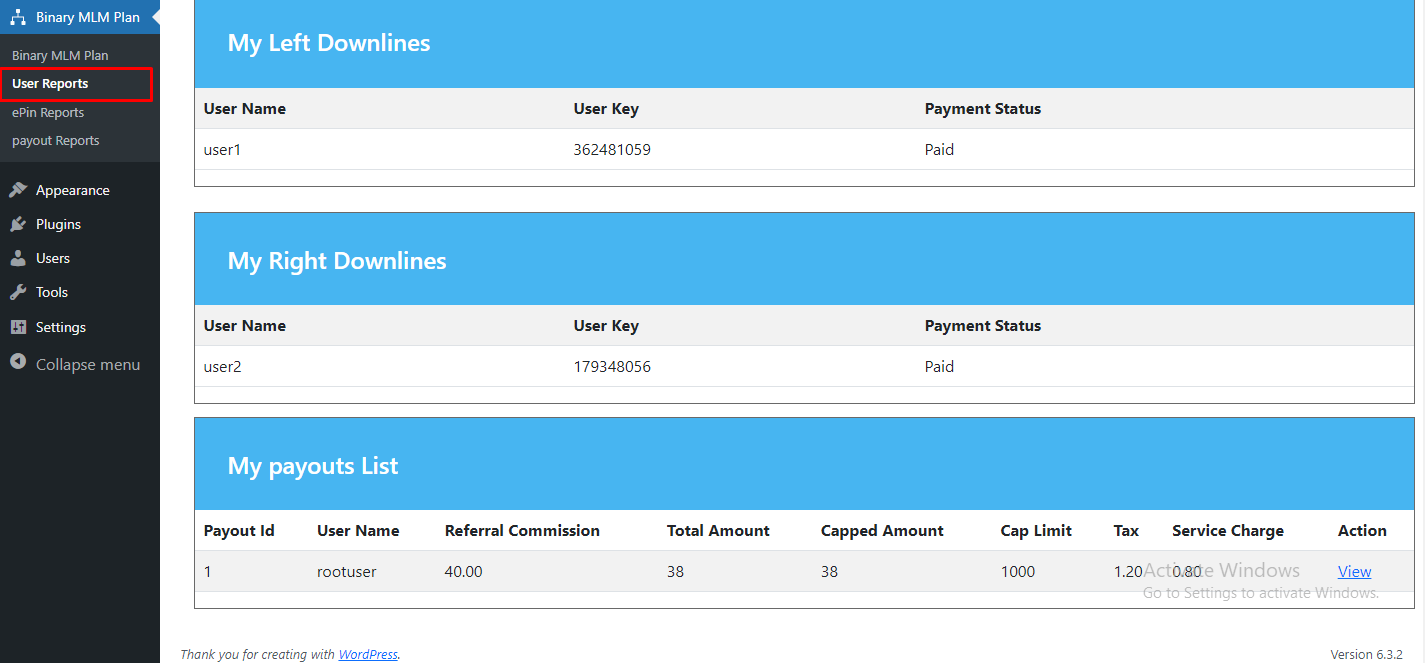 Binary MLM Plan
Binary MLM Plan
User Reports
ePin Reports
payout Reports
Appearance
Plugins
Users
Tools
Settings
Collapse menu
My Left Downlines
User Name User Key Payment Status
user1 362481059 Paid
My Right Downlines
User Name User Key Payment Status
user2 179348056 Paid
My payouts List
Payout Id User Name Referral Commission Total Amount Capped Amount Cap Limit Tax Service Charge Action
1 rootuser 40.00 38 38 1000 1.20 0.80 View
Activate Windows
Go to Settings to activate Windows.
Thank you for creating with WordPress. Version 6.3.2